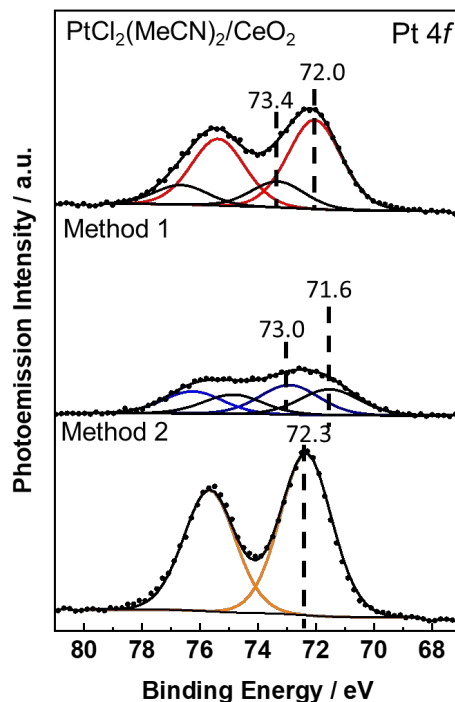 PtCl₂(MeCN)₂/CeO₂ Pt 4f
73.4 72.0
Method 1
73.0 71.6
Method 2
72.3
Photoemission Intensity / a.u.
80 78 76 74 72 70 68
Binding Energy / eV